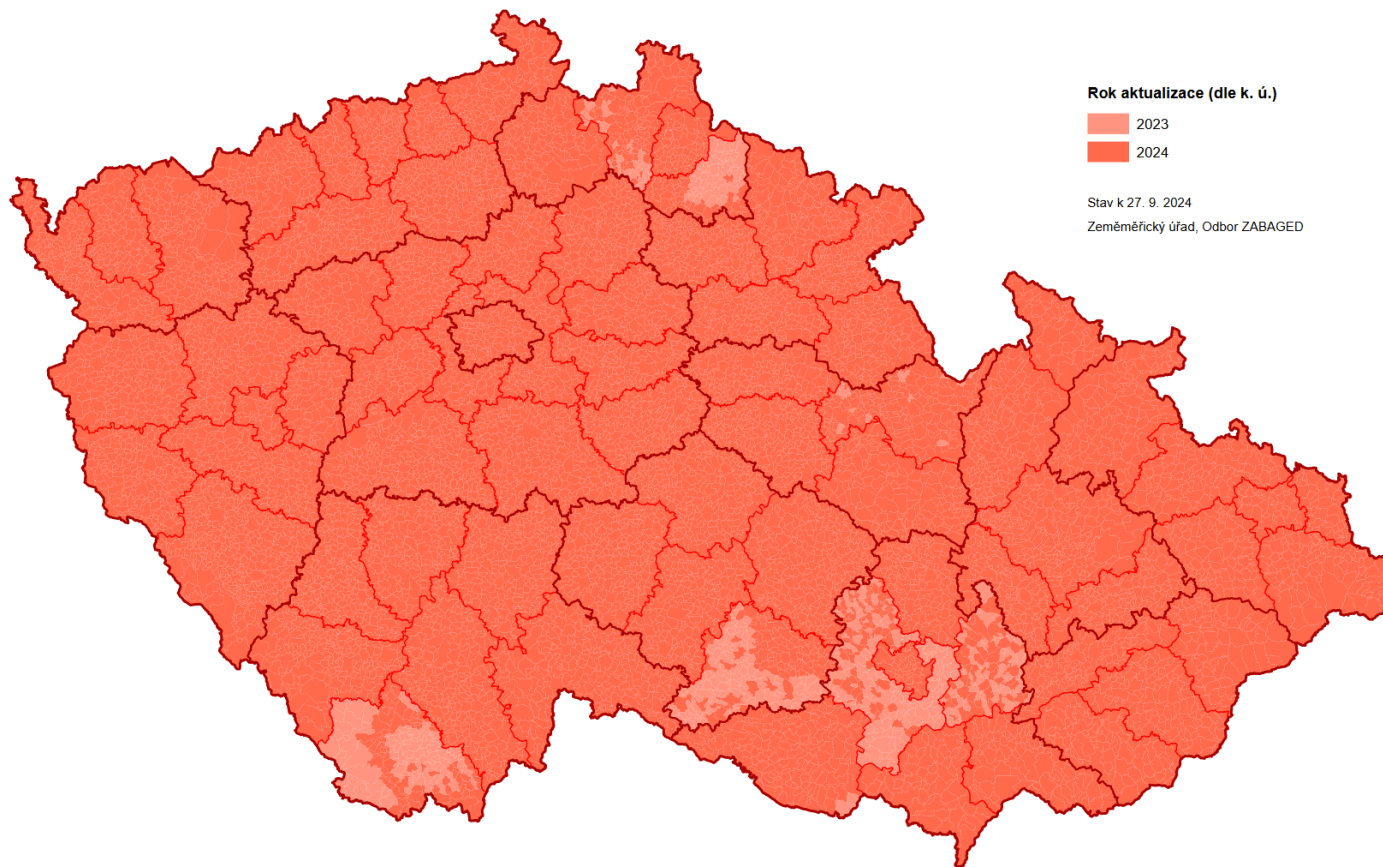 Rok aktualizace (dle k. ú.)
2023
2024
Stav k 27. 9. 2024
Zeměměřický úřad, Odbor ZABAGED